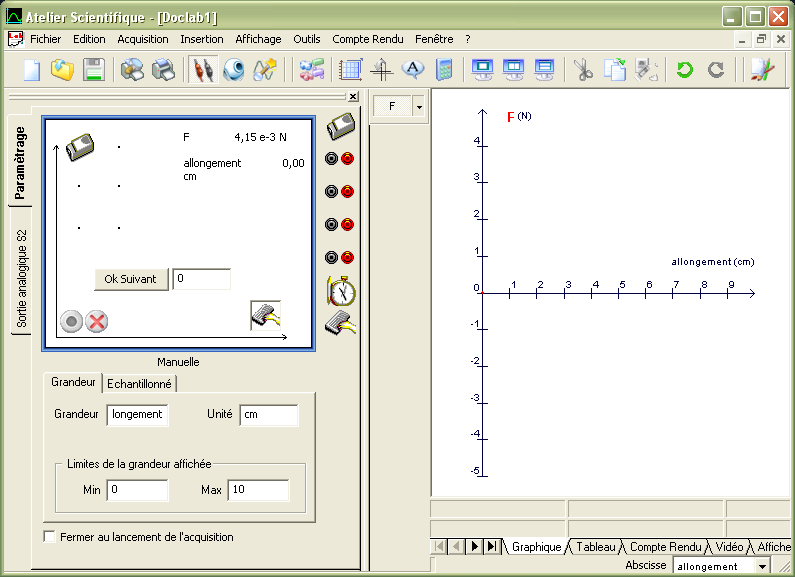 Atelier Scientifique - [Doclab1]
Fichier Edition Acquisition Insertion Affichage Outils Compte Rendu Fenêtre ?
A
Paramètrage
Sortie analogique S2
F 4,15 e-3 N
allongement 0,00
cm
Ok Suivant 0
Manuelle
Grandeur Echantillonné
Grandeur longement Unité cm
Limites de la grandeur affichée
Min 0 Max 10
Fermer au lancement de l'acquisition
F
F (N)
4
3
2
1
allongement (cm)
0 1 2 3 4 5 6 7 8 9
-1
-2
-3
-4
-5
Graphique Tableau Compte Rendu Vidéo Affiche
Abscisse allongement